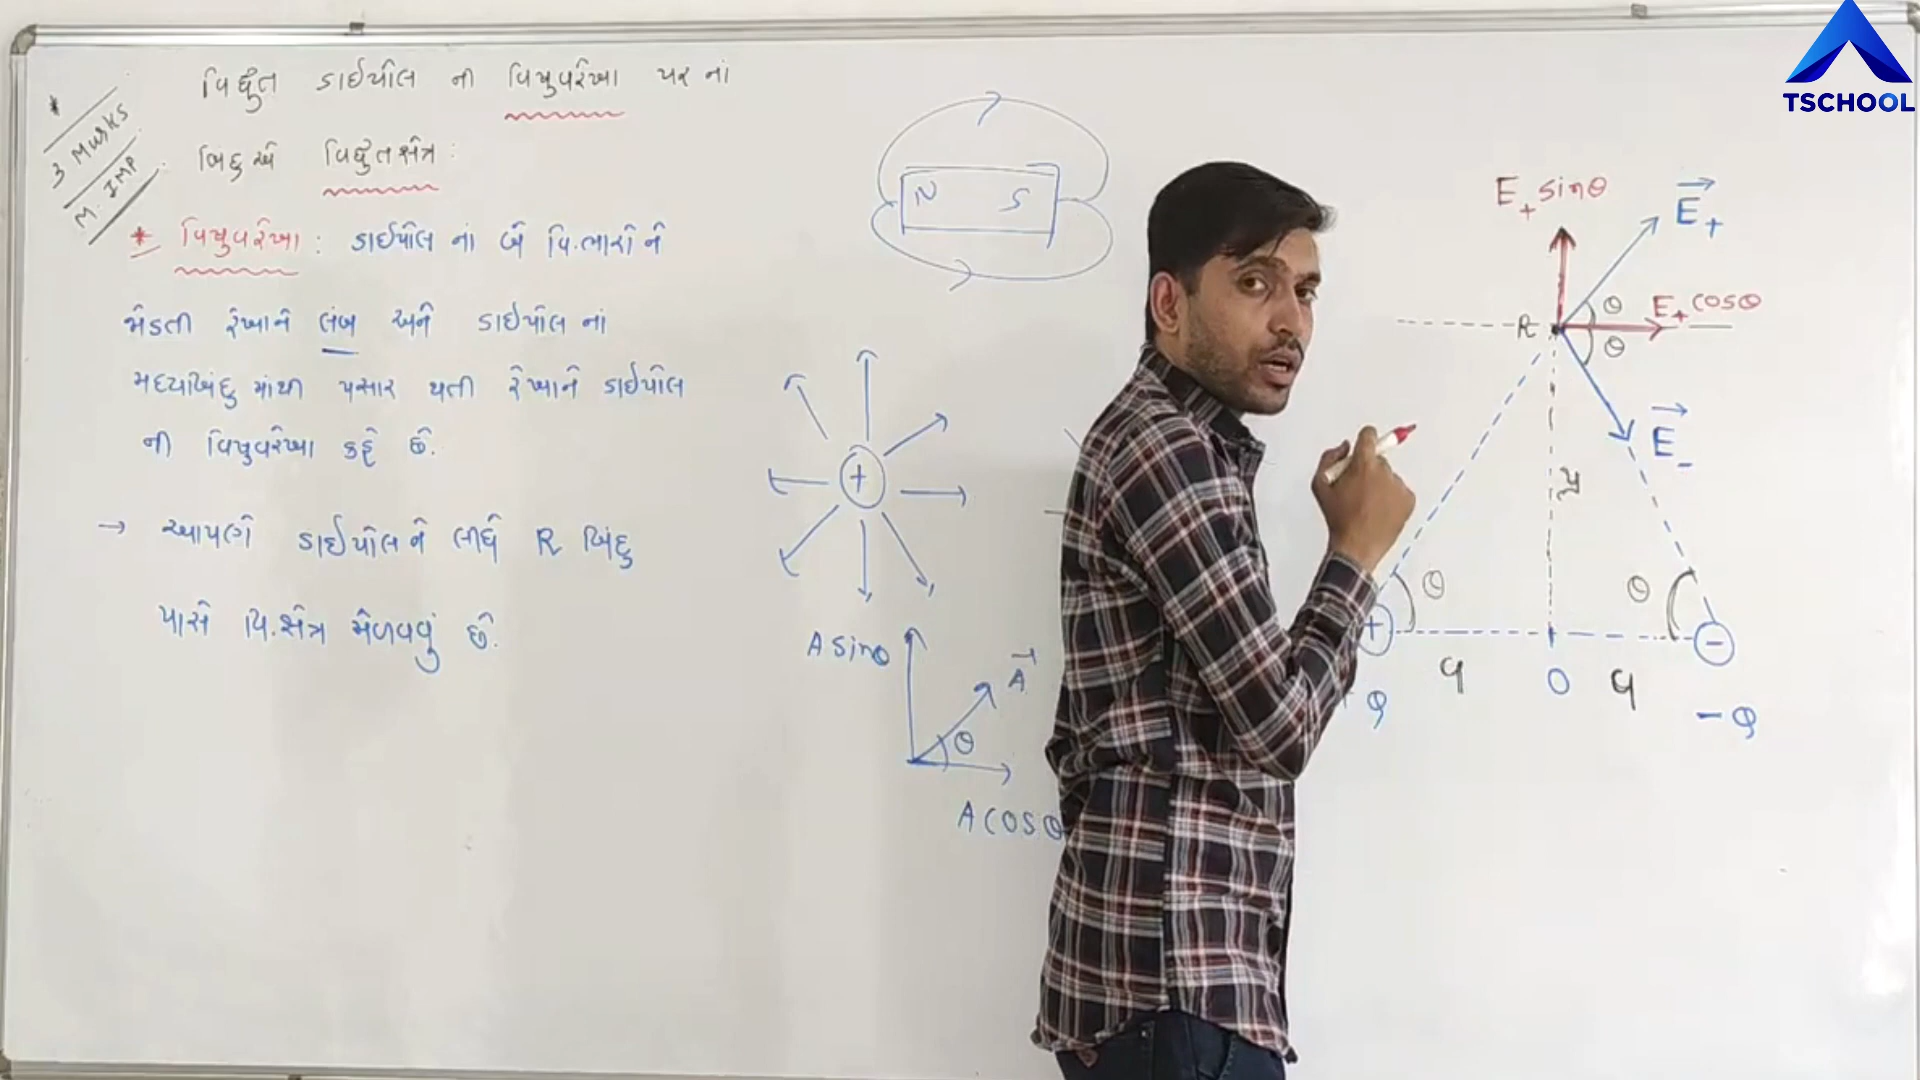 * વિદ્યુત ડાઈપોલ ની વિષુવરેખા પર નાં
3 Marks
M. IMP
બિંદુએ વિદ્યુતક્ષેત્ર :
* વિષુવરેખા : ડાઈપોલ નાં બે વિ.ભારોને
જોડતી રેખાને લંબ અને ડાઈપોલ નાં
મધ્યબિંદુ માંથી પસાર થતી રેખાને ડાઈપોલ
ની વિષુવરેખા કહે છે.
→ આપણે ડાઈપોલને લીધે R બિંદુ
પાસે વિ.ક્ષેત્ર મેળવવું છે.
N S
+
A sinθ
A
θ
A cosθ
TSCHOOL
E₊ sinθ
E₊
θ
E₊ cosθ
R
θ
E₋
θ θ
+ −
a O a
q
− q